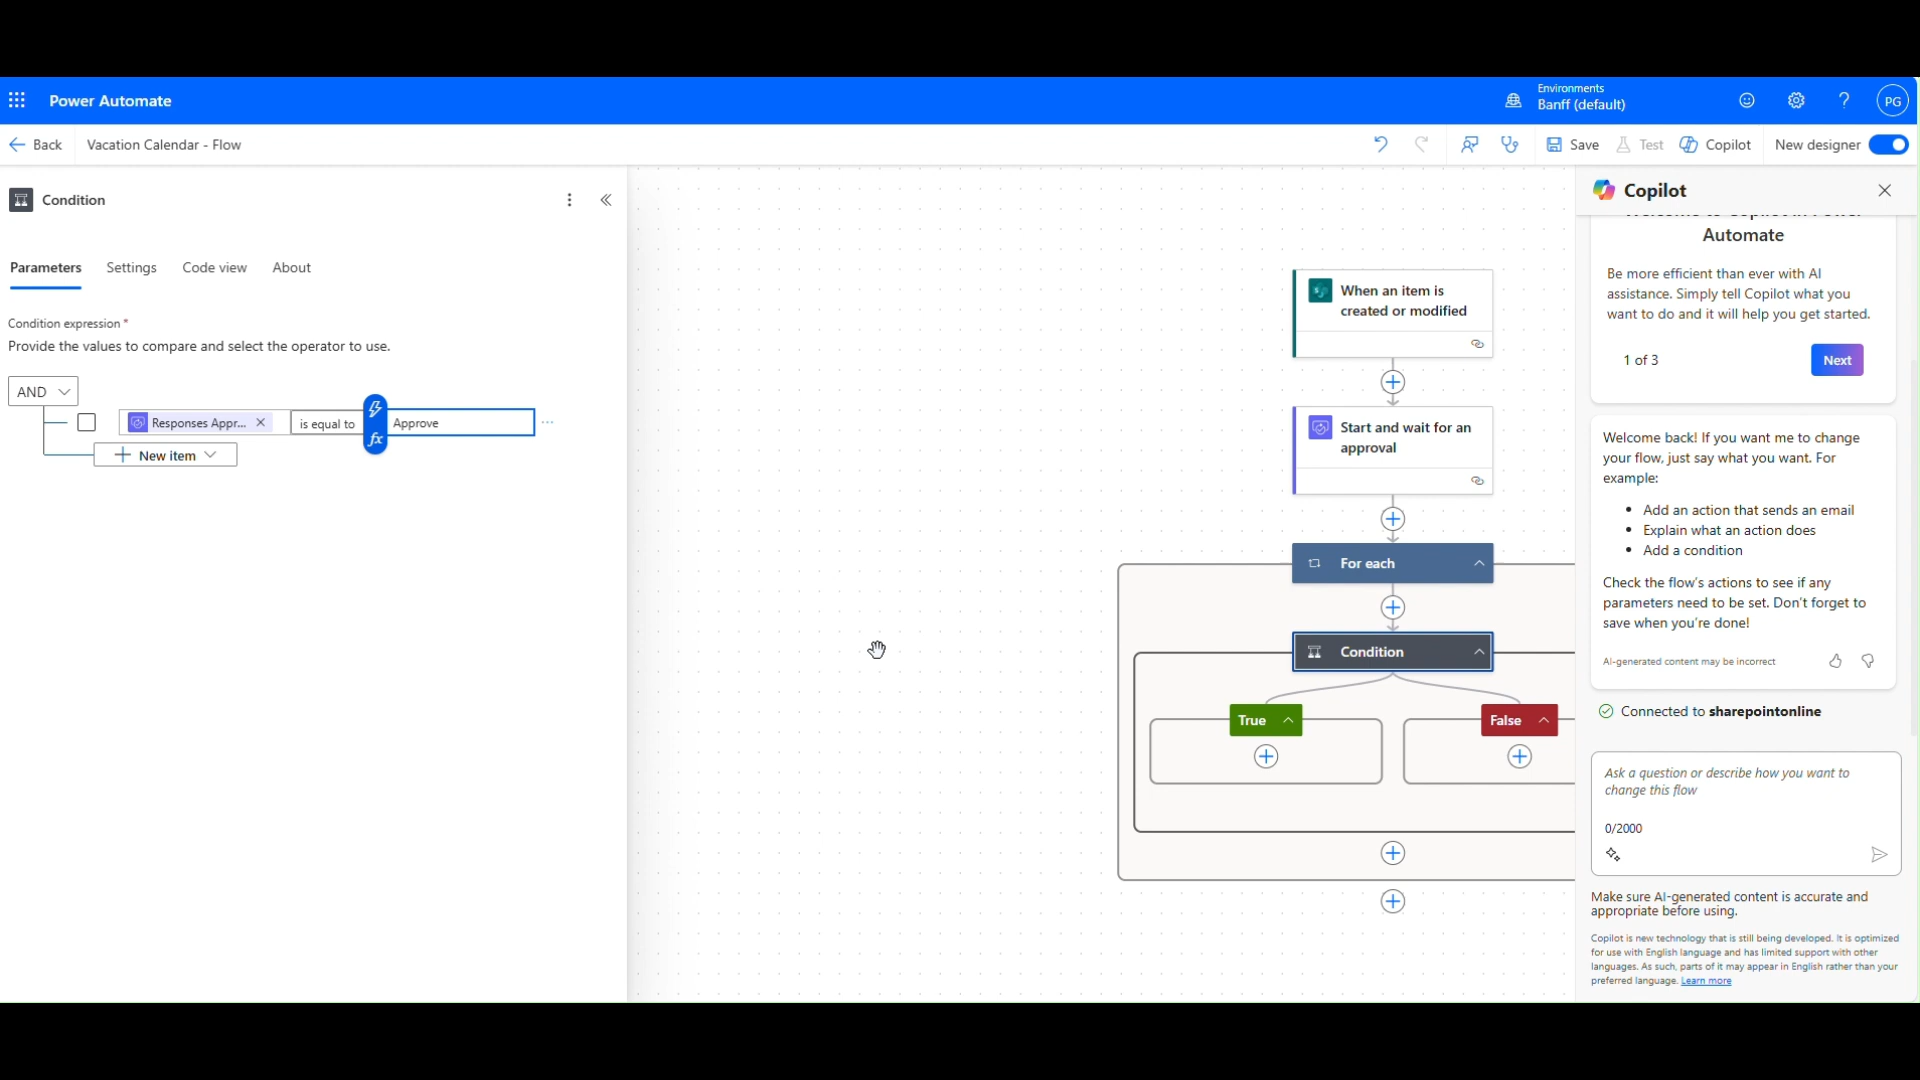 Power Automate
Environments
Banff (default)
PG
Back
Vacation Calendar - Flow
Save
Test
Copilot
New designer
Condition
Parameters
Settings
Code view
About
Condition expression *
Provide the values to compare and select the operator to use.
AND
Responses Appr...
is equal to
fx
Approve
New item
When an item is
created or modified
Start and wait for an
approval
For each
Condition
True
False
Copilot
Welcome to Copilot in Power
Automate
Be more efficient than ever with AI
assistance. Simply tell Copilot what you
want to do and it will help you get started.
1 of 3
Next
Welcome back! If you want me to change
your flow, just say what you want. For
example:
• Add an action that sends an email
• Explain what an action does
• Add a condition
Check the flow's actions to see if any
parameters need to be set. Don't forget to
save when you're done!
AI-generated content may be incorrect
Connected to sharepointonline
Ask a question or describe how you want to
change this flow
0/2000
Make sure AI-generated content is accurate and
appropriate before using.
Copilot is new technology that is still being developed. It is optimized
for use with English language and has limited support with other
languages. As such, parts of it may appear in English rather than your
preferred language. Learn more